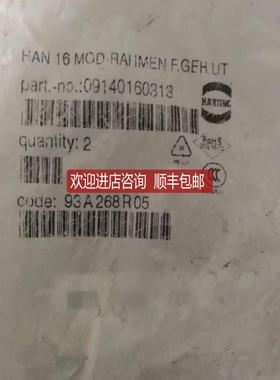 HAN 16 MOD-RAHMEN F.GEH.UT
part.-no.:09140160313
HARTING
quantity: 2
RoHS
欢迎进店咨询 顺丰包邮!
code: 93A268R05